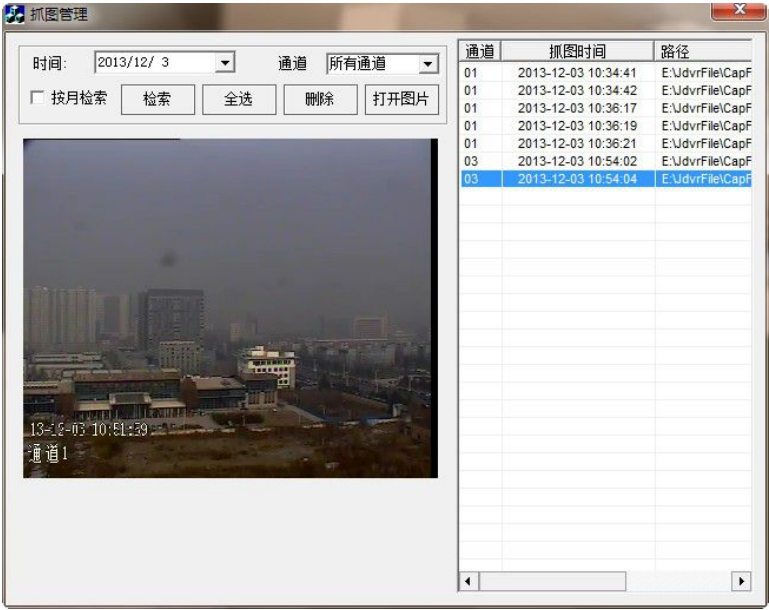 抓图管理
时间: 2013/12/ 3 通道 所有通道
按月检索 检索 全选 删除 打开图片
通道 抓图时间 路径
01 2013-12-03 10:34:41 E:\JdvrFile\CapF
01 2013-12-03 10:34:42 E:\JdvrFile\CapF
01 2013-12-03 10:36:17 E:\JdvrFile\CapF
01 2013-12-03 10:36:19 E:\JdvrFile\CapF
01 2013-12-03 10:36:21 E:\JdvrFile\CapF
03 2013-12-03 10:54:02 E:\JdvrFile\CapF
03 2013-12-03 10:54:04 E:\JdvrFile\CapF
13-12-03 10:51:59
通道1